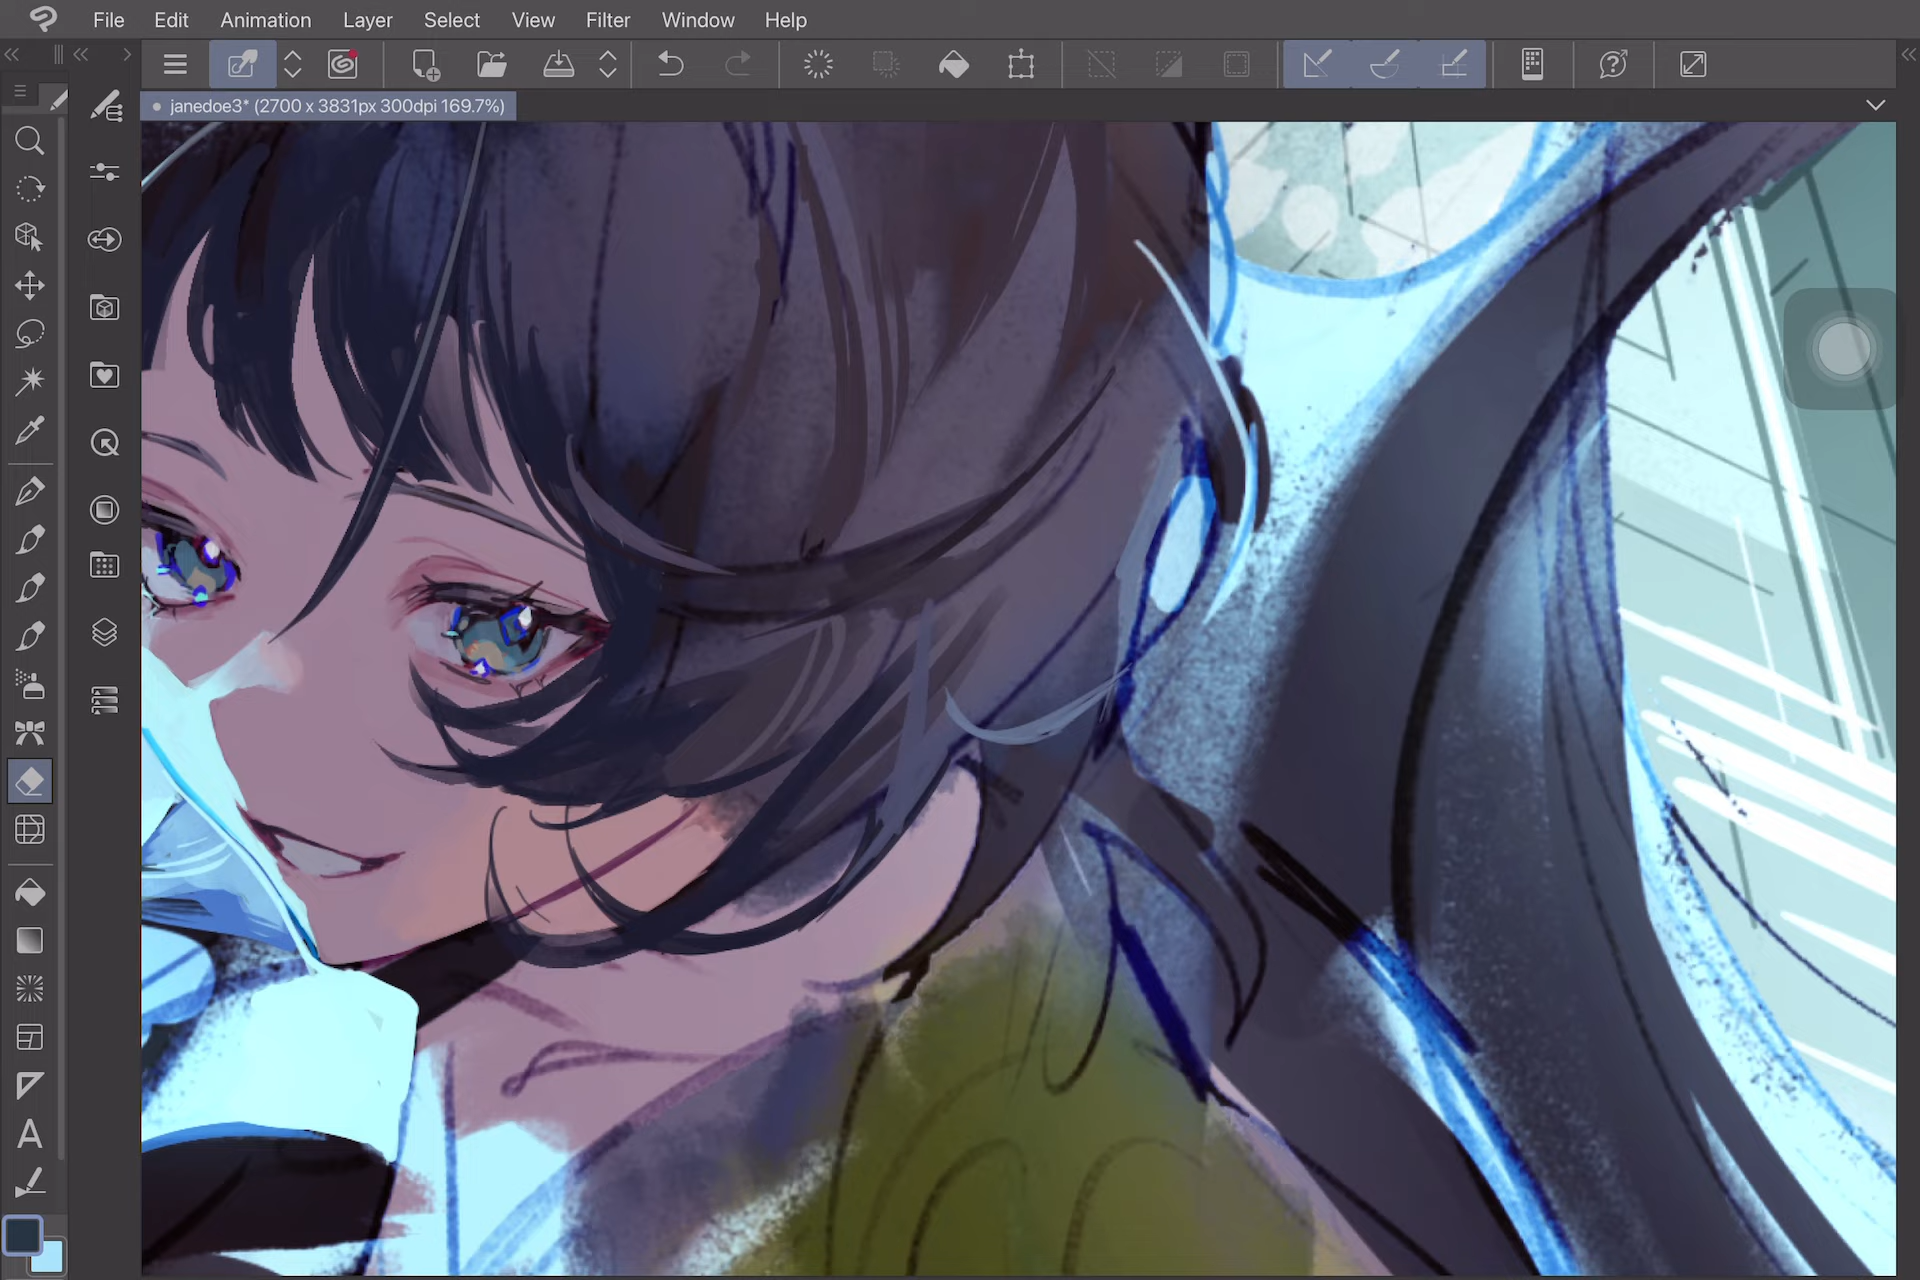 File Edit Animation Layer Select View Filter Window Help
janedoe3* (2700 x 3831px 300dpi 169.7%)